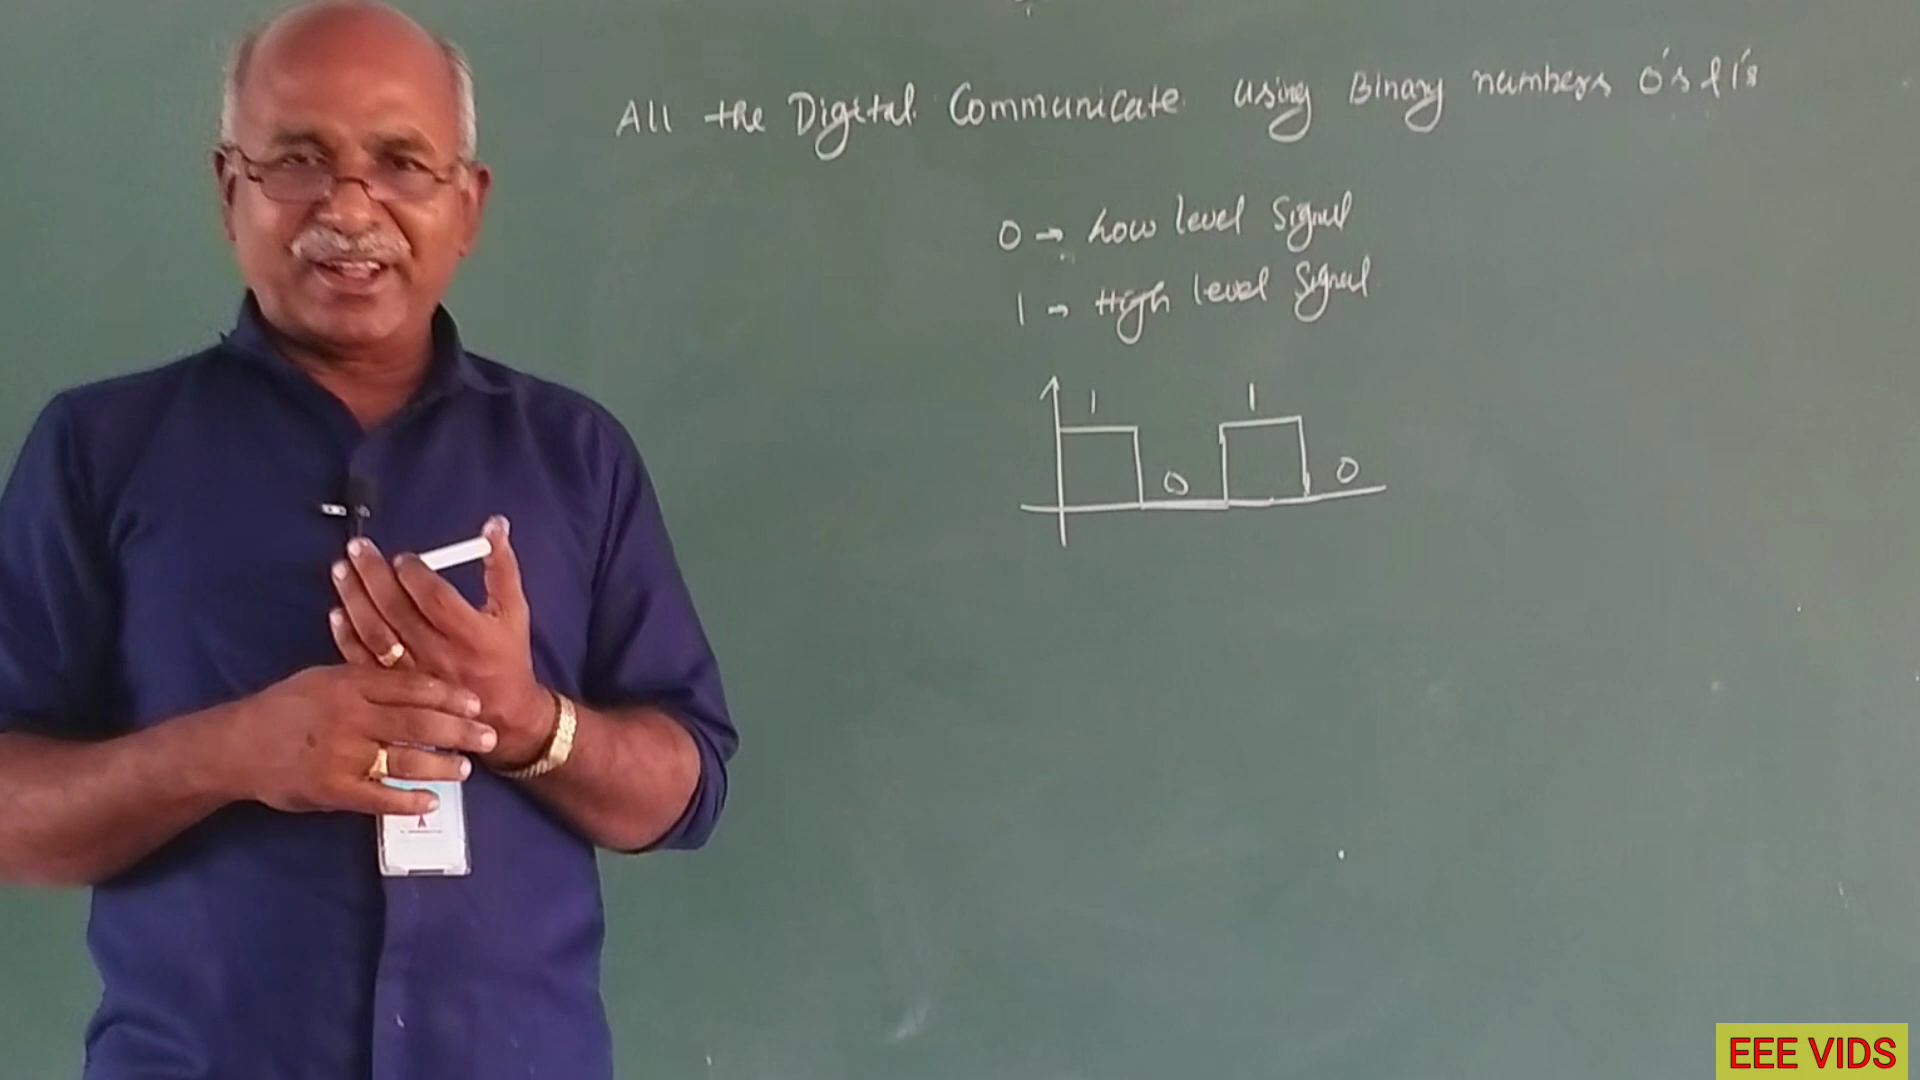 All the Digital Communicate using Binary numbers 0's & 1's
0 → Low level Signal
1 → High level Signal
1 1
0 0
EEE VIDS